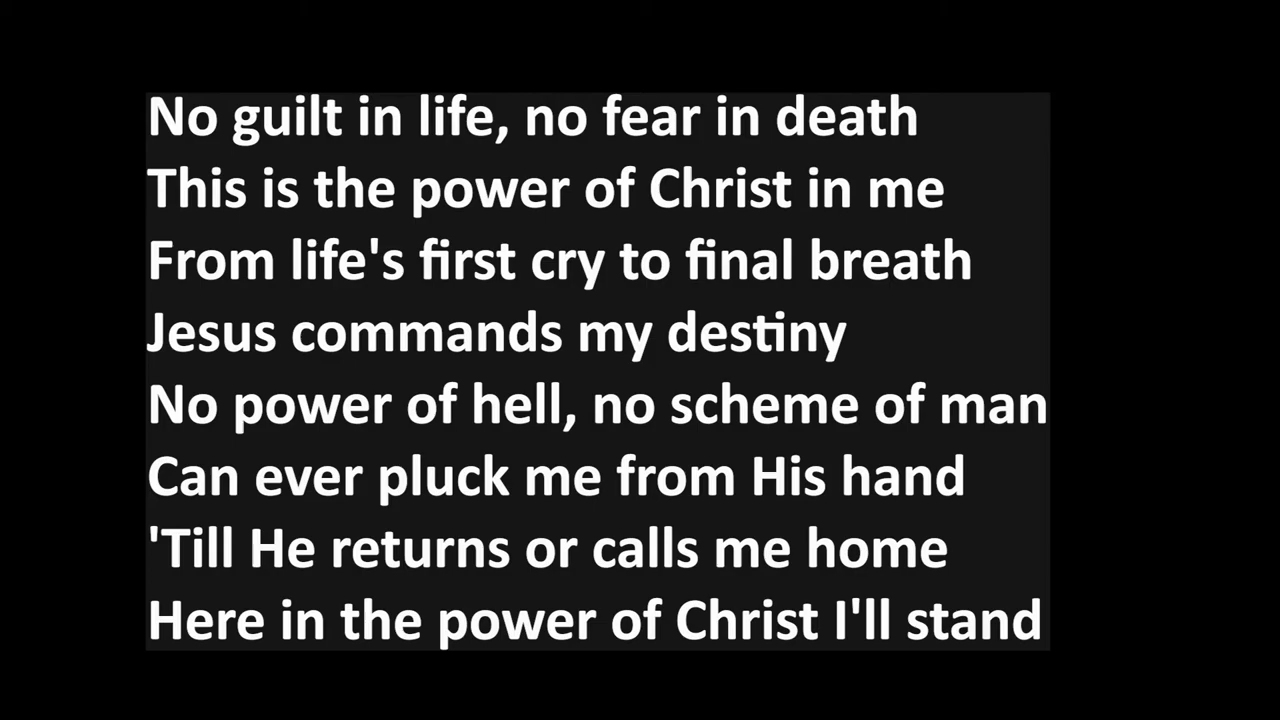 No guilt in life, no fear in death
This is the power of Christ in me
From life's first cry to final breath
Jesus commands my destiny
No power of hell, no scheme of man
Can ever pluck me from His hand
'Till He returns or calls me home
Here in the power of Christ I'll stand